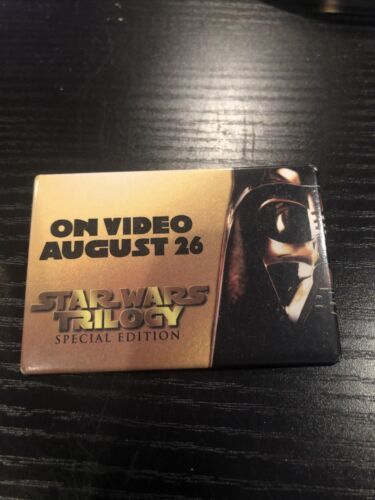 ON VIDEO
AUGUST 26
STAR WARS
TRILOGY
SPECIAL EDITION